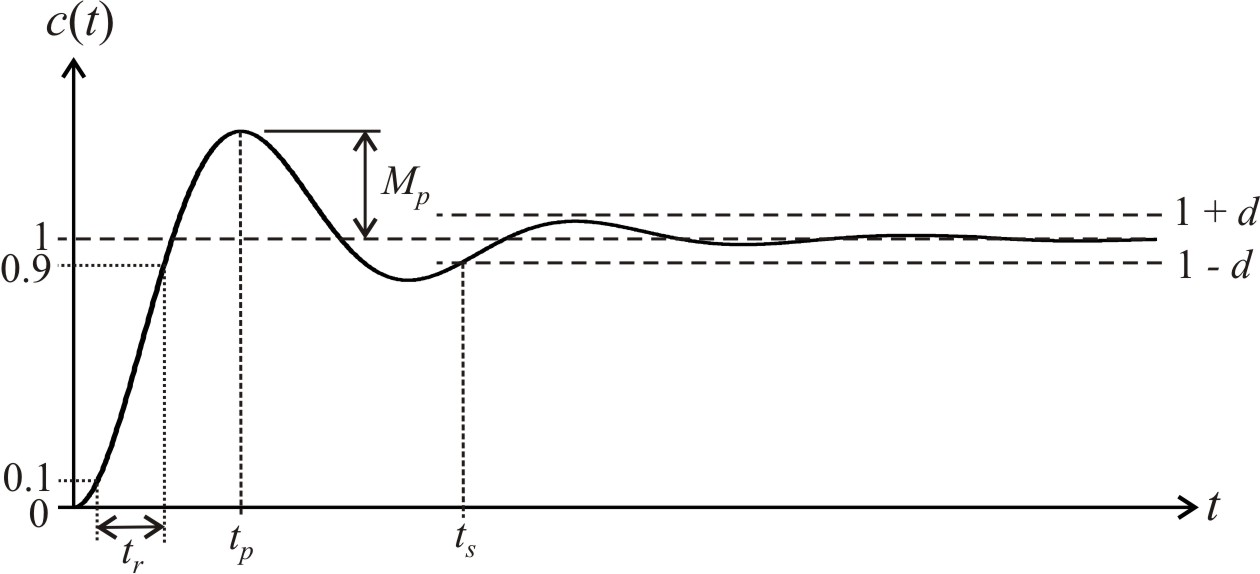 c(t)
M_p
1 + d
1
0.9
1 - d
0.1
0
t
t_r
t_p
t_s